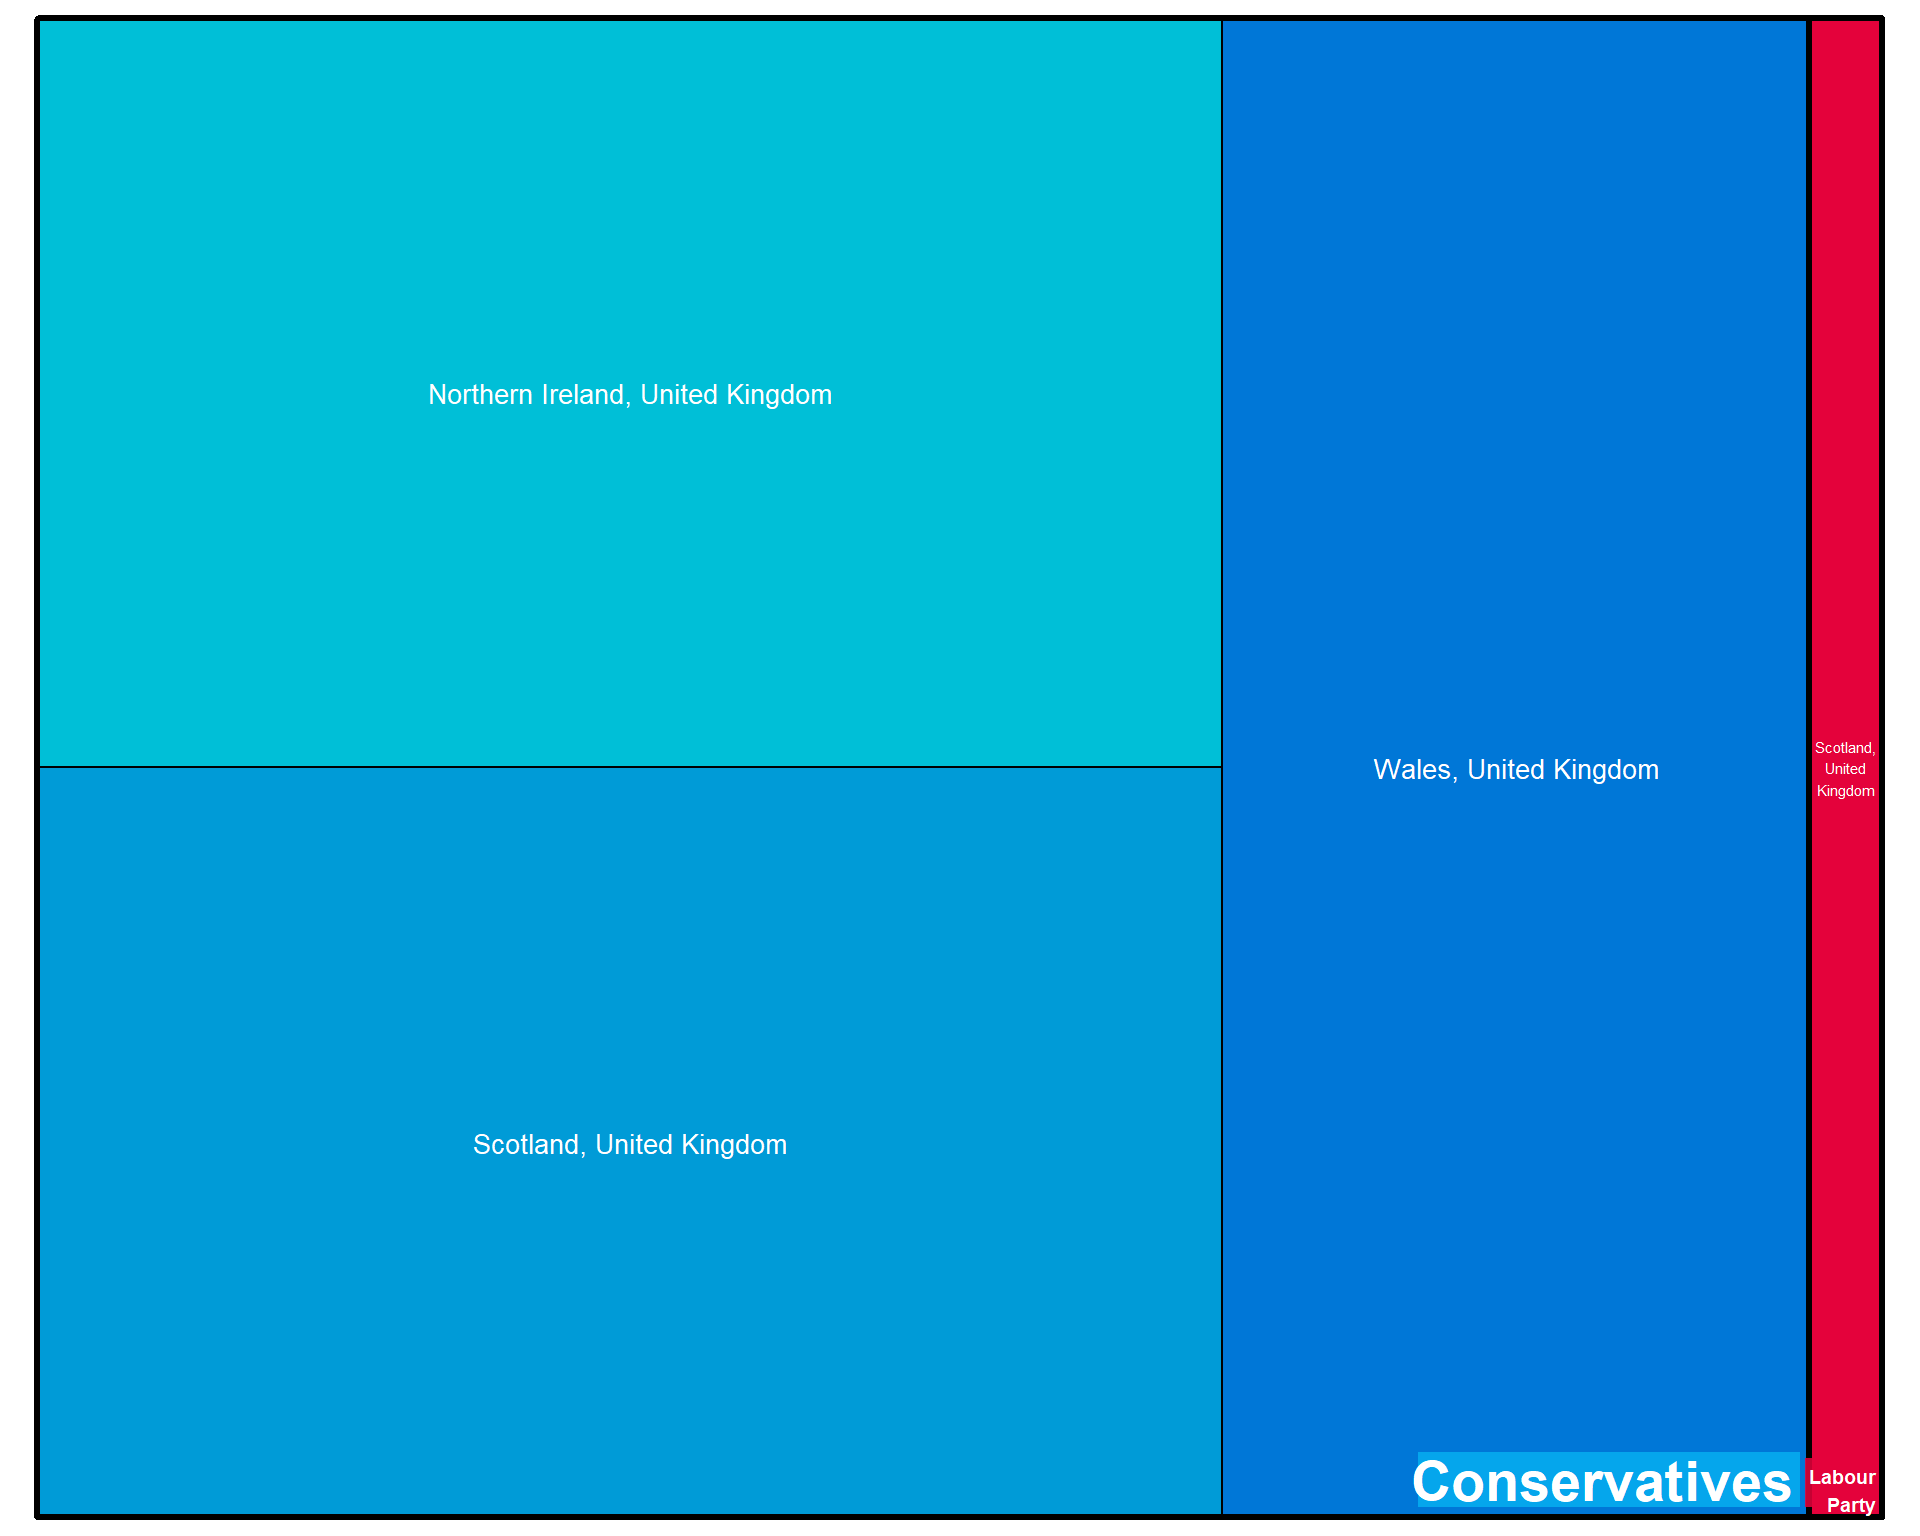 Northern Ireland, United Kingdom
Scotland, United Kingdom
Wales, United Kingdom
Conservatives
Scotland,
United
Kingdom
Labour
Party